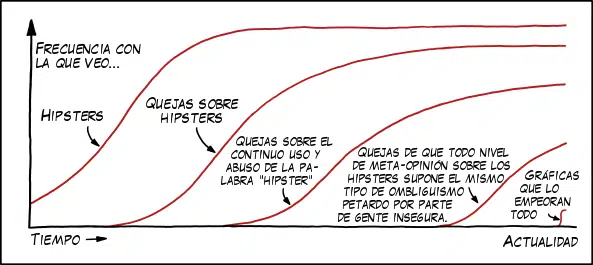 FRECUENCIA CON
LA QUE VEO...
HIPSTERS
QUEJAS SOBRE
HIPSTERS
QUEJAS SOBRE EL
CONTINUO USO Y
ABUSO DE LA PA-
LABRA "HIPSTER"
QUEJAS DE QUE TODO NIVEL
DE META-OPINIÓN SOBRE LOS
HIPSTERS SUPONE EL MISMO
TIPO DE OMBLIGUISMO
PETARDO POR PARTE
DE GENTE INSEGURA.
GRÁFICAS
QUE LO
EMPEORAN
TODO
TIEMPO
ACTUALIDAD